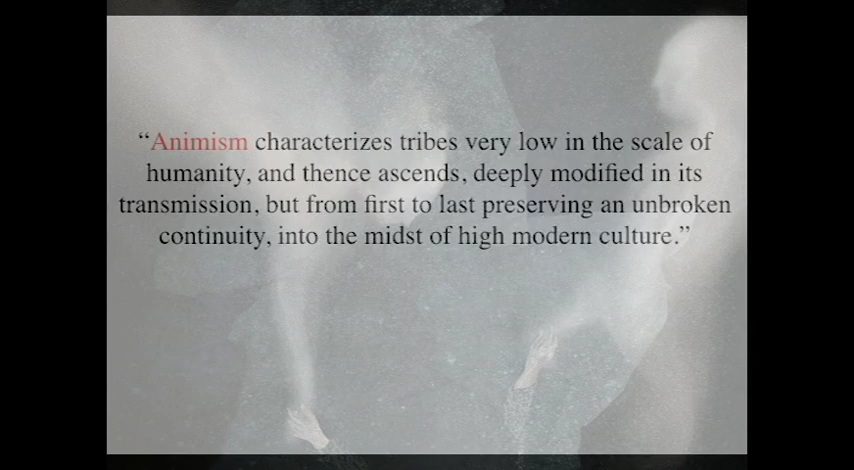 “Animism characterizes tribes very low in the scale of
humanity, and thence ascends, deeply modified in its
transmission, but from first to last preserving an unbroken
continuity, into the midst of high modern culture.”